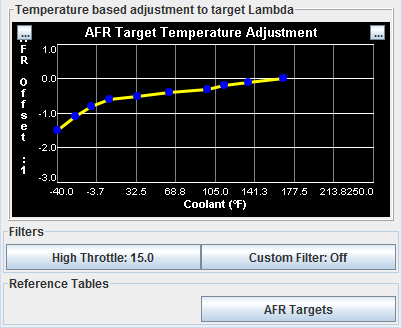 Temperature based adjustment to target Lambda
... AFR Target Temperature Adjustment ...
FR Offset :1
1.0
0.0
-1.0
-2.0
-3.0
-40.0 -3.7 32.5 68.8 105.0 141.3 177.5 213.8 250.0
Coolant (°F)
Filters
High Throttle: 15.0 Custom Filter: Off
Reference Tables
AFR Targets